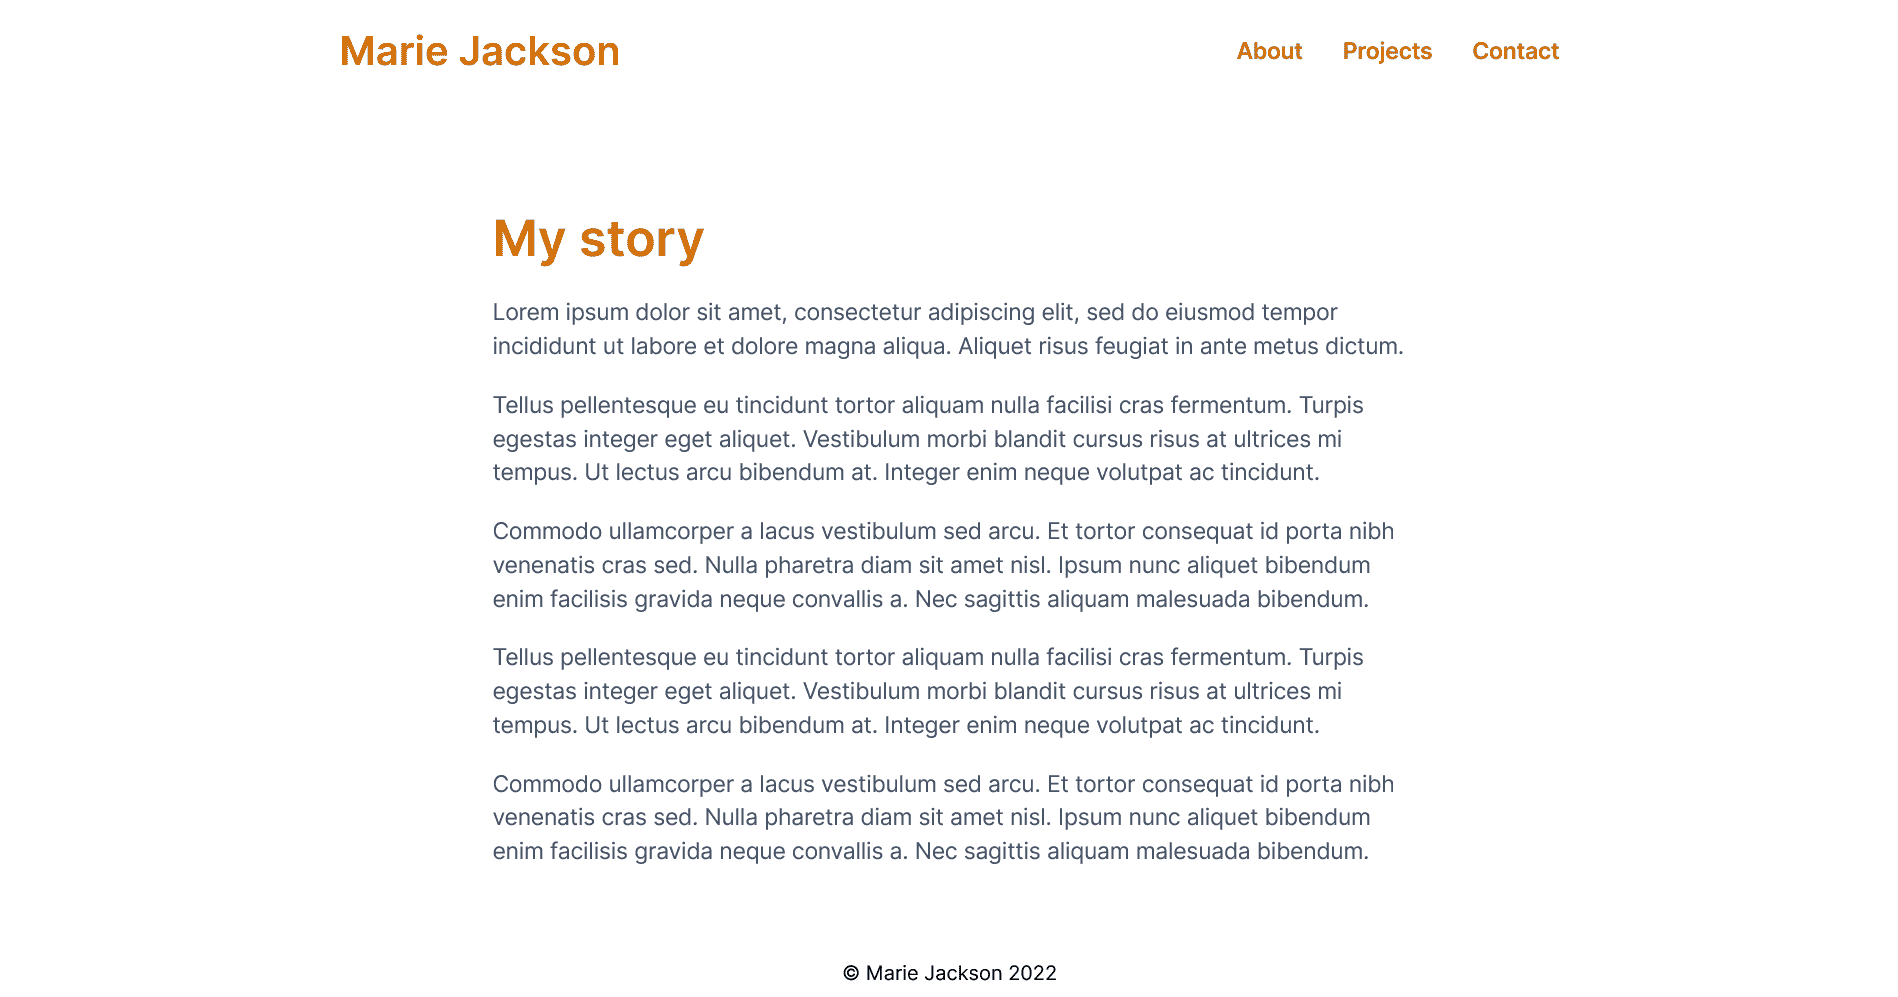 Marie Jackson
About Projects Contact
My story
Lorem ipsum dolor sit amet, consectetur adipiscing elit, sed do eiusmod tempor
incididunt ut labore et dolore magna aliqua. Aliquet risus feugiat in ante metus dictum.
Tellus pellentesque eu tincidunt tortor aliquam nulla facilisi cras fermentum. Turpis
egestas integer eget aliquet. Vestibulum morbi blandit cursus risus at ultrices mi
tempus. Ut lectus arcu bibendum at. Integer enim neque volutpat ac tincidunt.
Commodo ullamcorper a lacus vestibulum sed arcu. Et tortor consequat id porta nibh
venenatis cras sed. Nulla pharetra diam sit amet nisl. Ipsum nunc aliquet bibendum
enim facilisis gravida neque convallis a. Nec sagittis aliquam malesuada bibendum.
Tellus pellentesque eu tincidunt tortor aliquam nulla facilisi cras fermentum. Turpis
egestas integer eget aliquet. Vestibulum morbi blandit cursus risus at ultrices mi
tempus. Ut lectus arcu bibendum at. Integer enim neque volutpat ac tincidunt.
Commodo ullamcorper a lacus vestibulum sed arcu. Et tortor consequat id porta nibh
venenatis cras sed. Nulla pharetra diam sit amet nisl. Ipsum nunc aliquet bibendum
enim facilisis gravida neque convallis a. Nec sagittis aliquam malesuada bibendum.
© Marie Jackson 2022